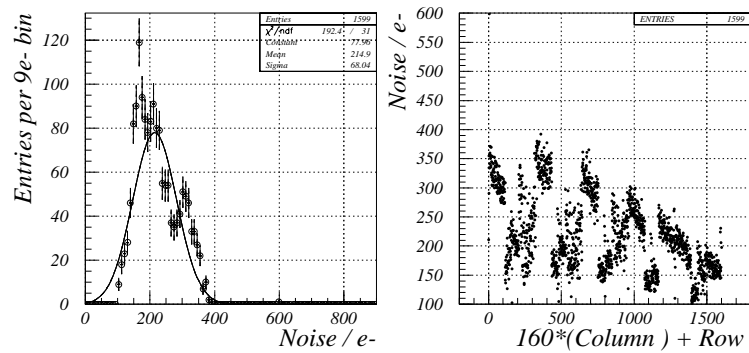 Entries 1599
χ²/ndf 192.4 / 31
Constant 77.96
Mean 214.9
Sigma 68.04
Entries per 9e- bin
120
100
80
60
40
20
0
0 200 400 600 800
Noise / e-
ENTRIES 1599
Noise / e-
600
550
500
450
400
350
300
250
200
150
100
0 500 1000 1500
160*(Column ) + Row